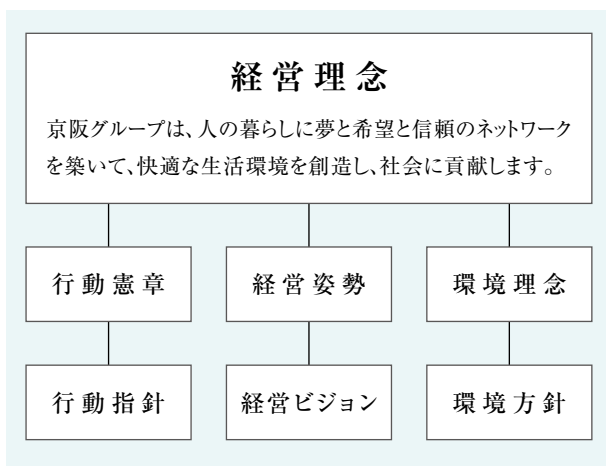 経営理念
京阪グループは、人の暮らしに夢と希望と信頼のネットワーク
を築いて、快適な生活環境を創造し、社会に貢献します。
行動憲章
経営姿勢
環境理念
行動指針
経営ビジョン
環境方針